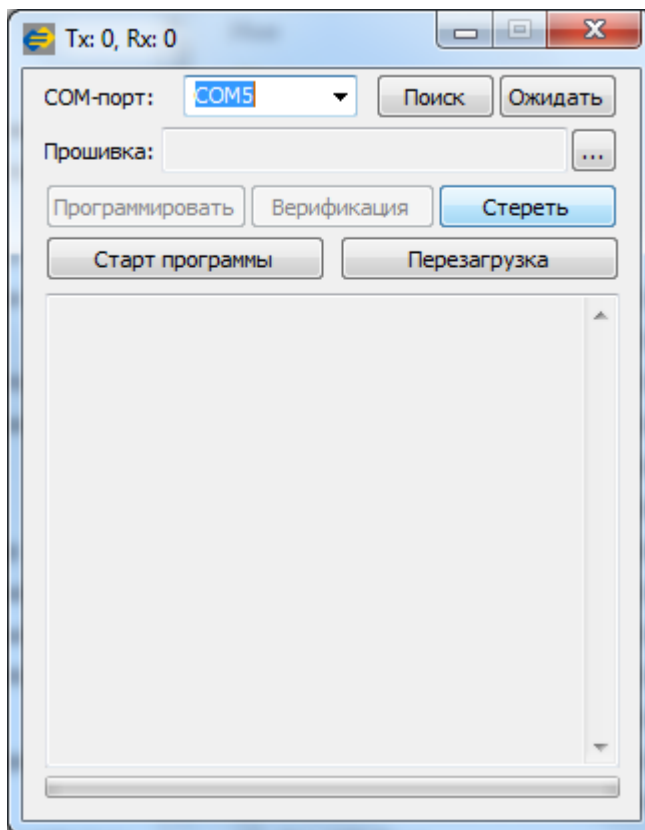 Tx: 0, Rx: 0
COM-порт: COM5 Поиск Ожидать
Прошивка: ...
Программировать Верификация Стереть
Старт программы Перезагрузка